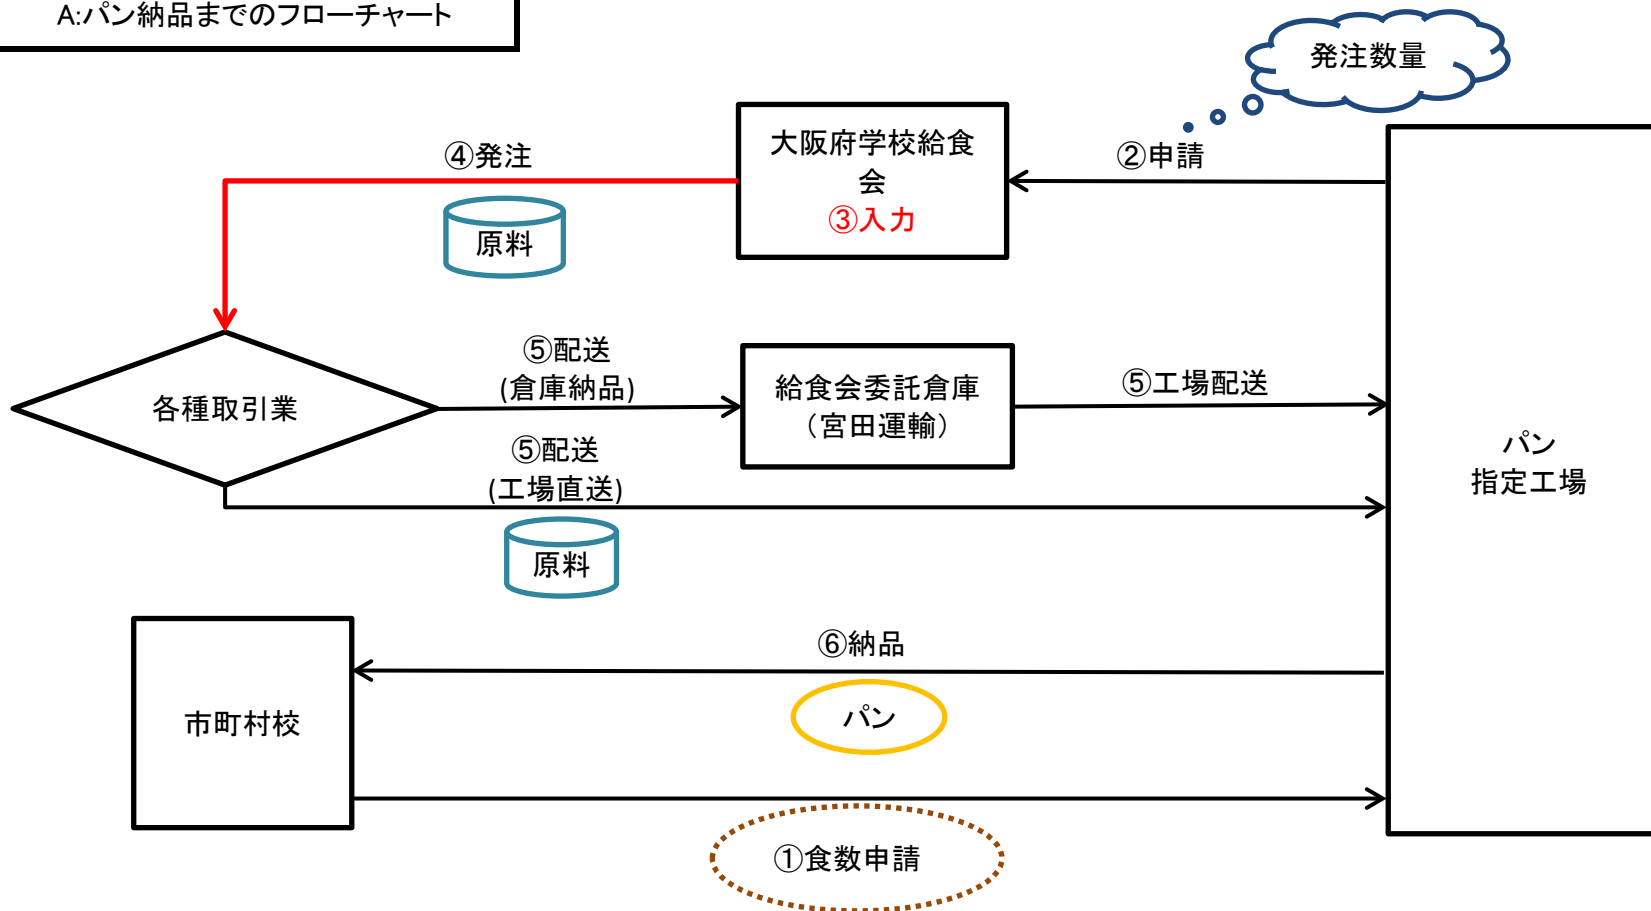 A:パン納品までのフローチャート
発注数量
大阪府学校給食
会
③入力
④発注
②申請
原料
⑤配送
(倉庫納品)
給食会委託倉庫
（宮田運輸）
⑤工場配送
各種取引業
⑤配送
(工場直送)
パン
指定工場
原料
⑥納品
パン
市町村校
①食数申請